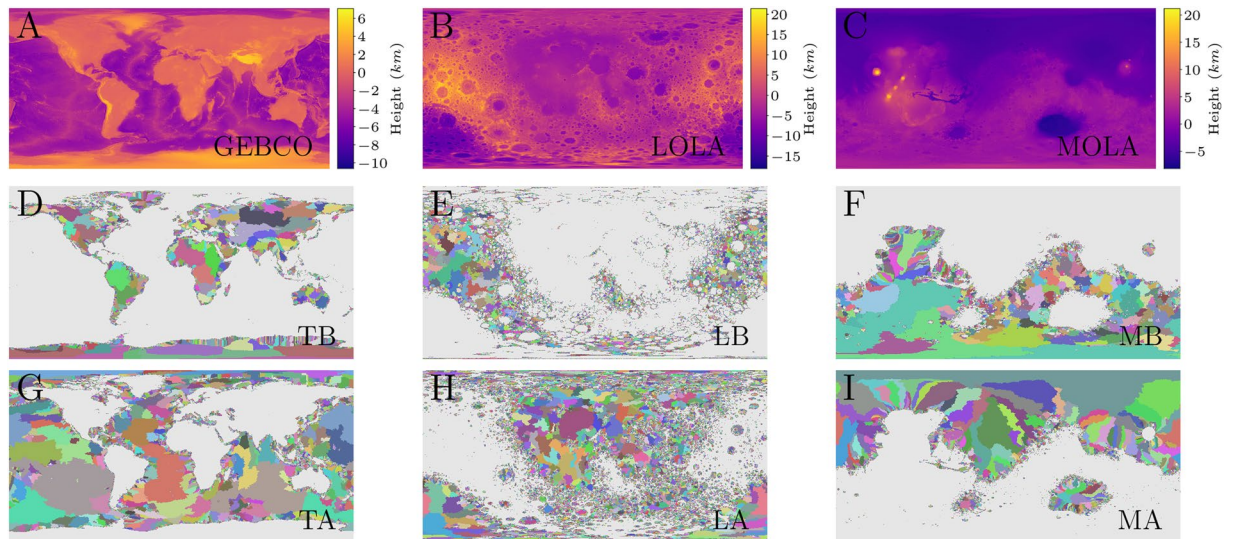 A
GEBCO
6
4
2
0
−2
−4
−6
−8
−10
Height (km)
B
LOLA
20
15
10
5
0
−5
−10
−15
Height (km)
C
MOLA
20
15
10
5
0
−5
Height (km)
D
TB
E
LB
F
MB
G
TA
H
LA
I
MA